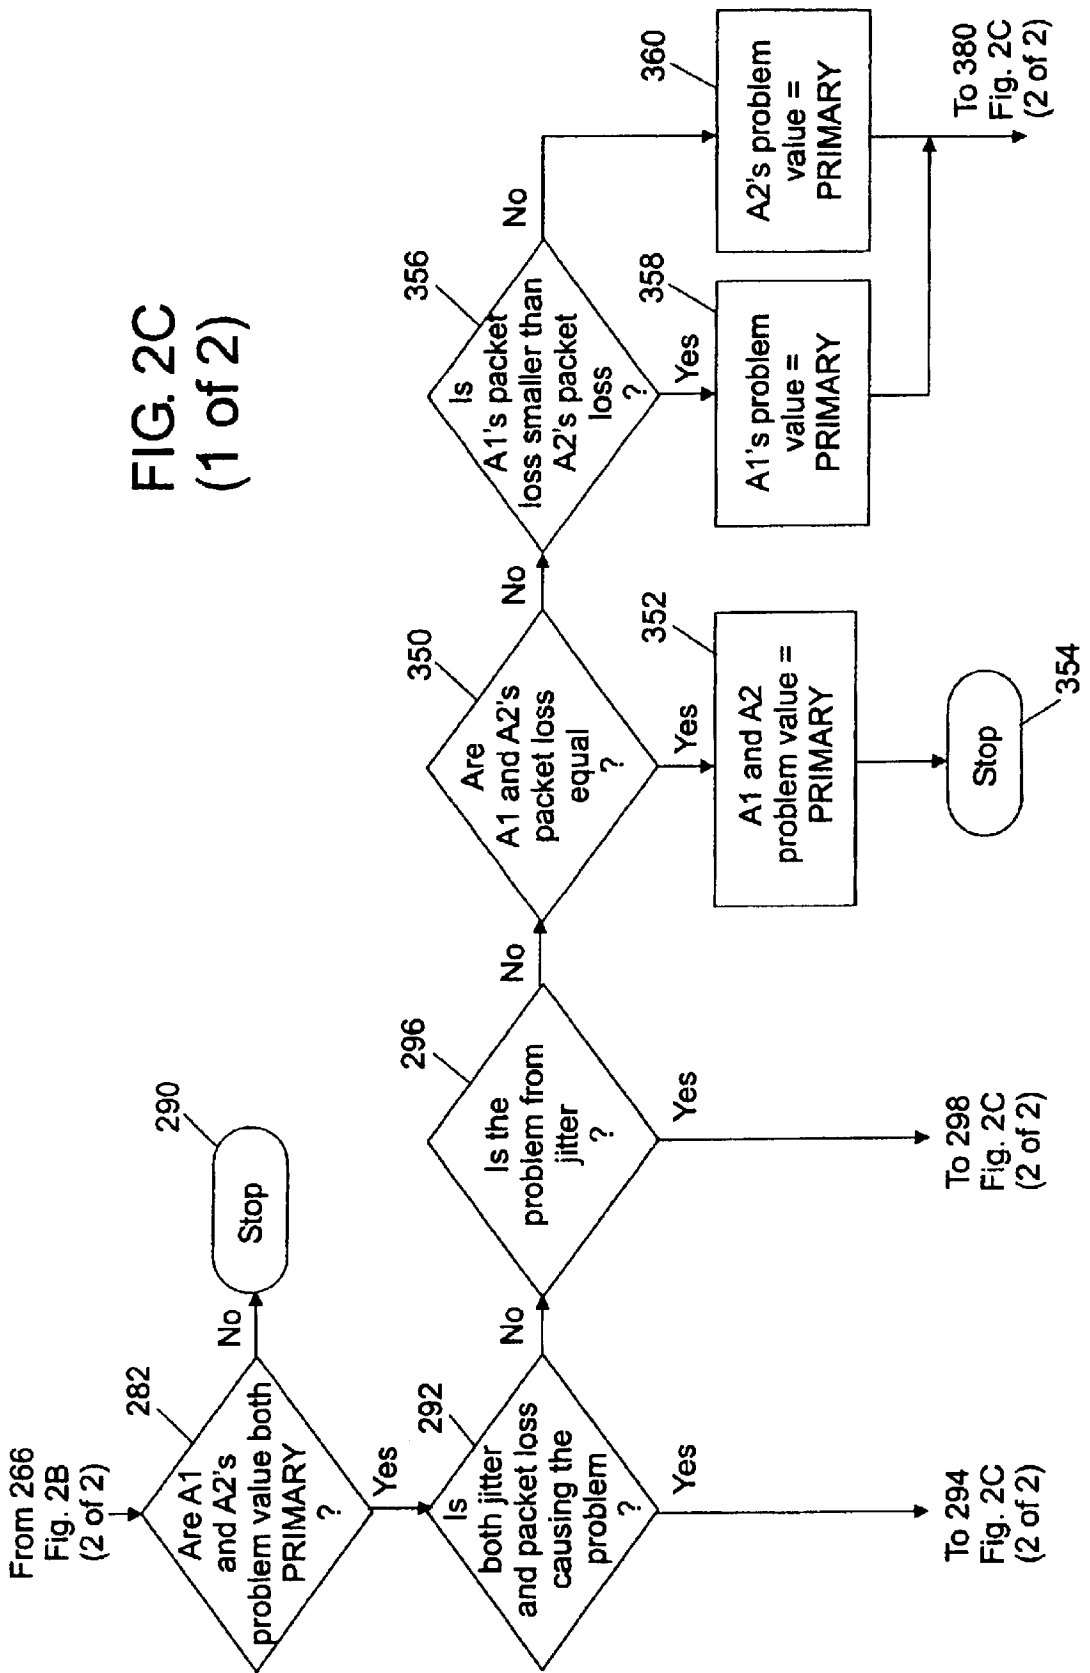 FIG. 2C
(1 of 2)
From 266
Fig. 2B
(2 of 2)
282
Are A1
and A2's
problem value both
PRIMARY
?
No
290
Stop
Yes
292
Is
both jitter
and packet loss
causing the
problem
?
Yes
To 294
Fig. 2C
(2 of 2)
No
296
Is the
problem from
jitter
?
Yes
To 298
Fig. 2C
(2 of 2)
No
350
Are
A1 and A2's
packet loss
equal
?
Yes
352
A1 and A2
problem value =
PRIMARY
Stop
354
No
356
Is
A1's packet
loss smaller than
A2's packet
loss
?
Yes
358
A1's problem
value =
PRIMARY
No
360
A2's problem
value =
PRIMARY
To 380
Fig. 2C
(2 of 2)